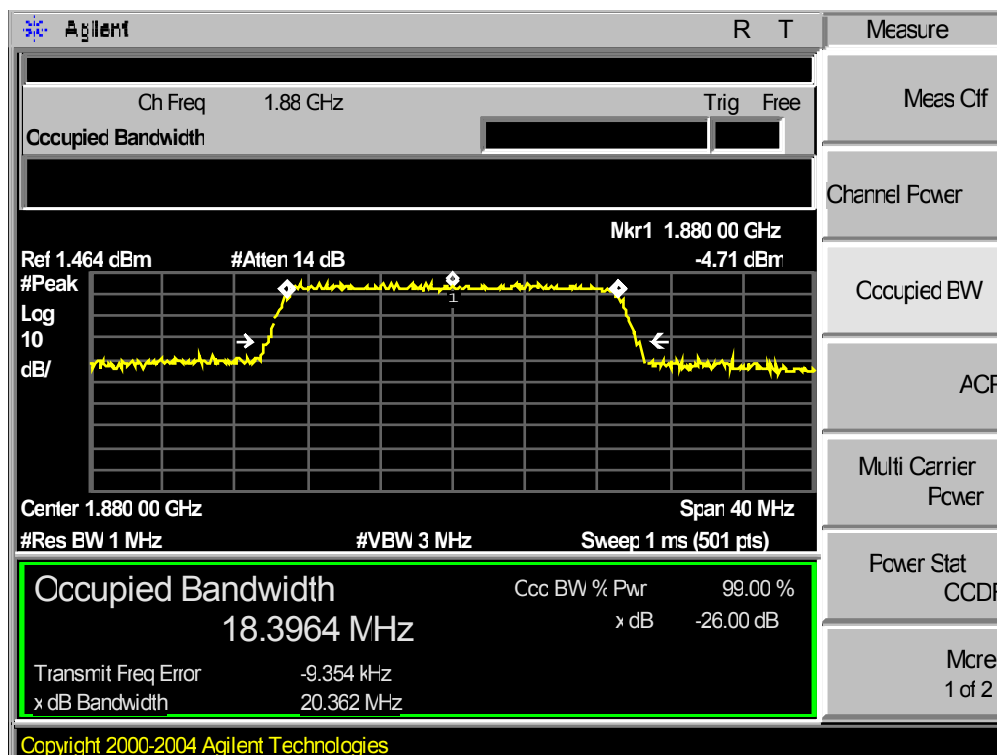 Agilent
R T
Measure
Ch Freq 1.88 GHz
Trig Free
Occupied Bandwidth
Meas Off
Channel Power
Occupied BW
ACP
Multi Carrier
Power
Power Stat
CCDF
More
1 of 2
Mkr1 1.880 00 GHz
Ref 1.464 dBm #Atten 14 dB -4.71 dBm
#Peak
Log
10
dB/
1
Center 1.880 00 GHz Span 40 MHz
#Res BW 1 MHz #VBW 3 MHz Sweep 1 ms (501 pts)
Occupied Bandwidth
18.3964 MHz
Occ BW % Pwr 99.00 %
x dB -26.00 dB
Transmit Freq Error -9.354 kHz
x dB Bandwidth 20.362 MHz
Copyright 2000-2004 Agilent Technologies